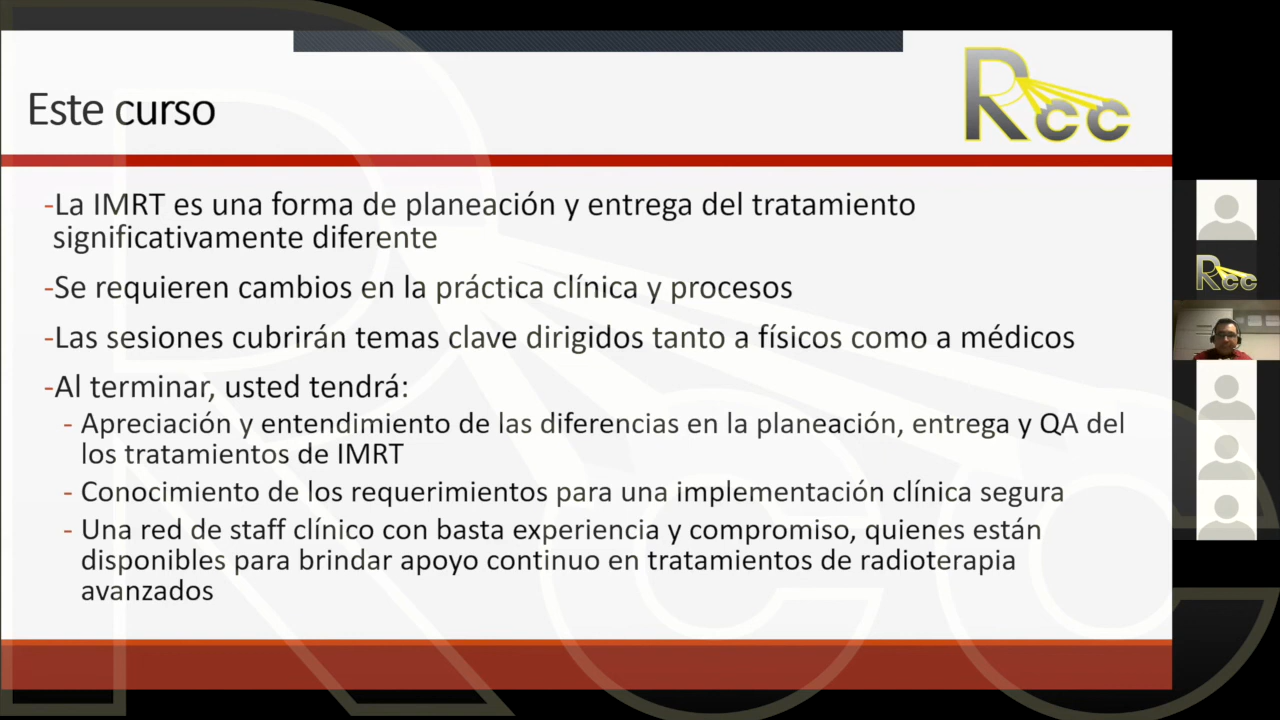 Este curso
Rcc
-La IMRT es una forma de planeación y entrega del tratamiento
significativamente diferente
-Se requieren cambios en la práctica clínica y procesos
-Las sesiones cubrirán temas clave dirigidos tanto a físicos como a médicos
-Al terminar, usted tendrá:
- Apreciación y entendimiento de las diferencias en la planeación, entrega y QA del
los tratamientos de IMRT
- Conocimiento de los requerimientos para una implementación clínica segura
- Una red de staff clínico con basta experiencia y compromiso, quienes están
disponibles para brindar apoyo continuo en tratamientos de radioterapia
avanzados
Rcc